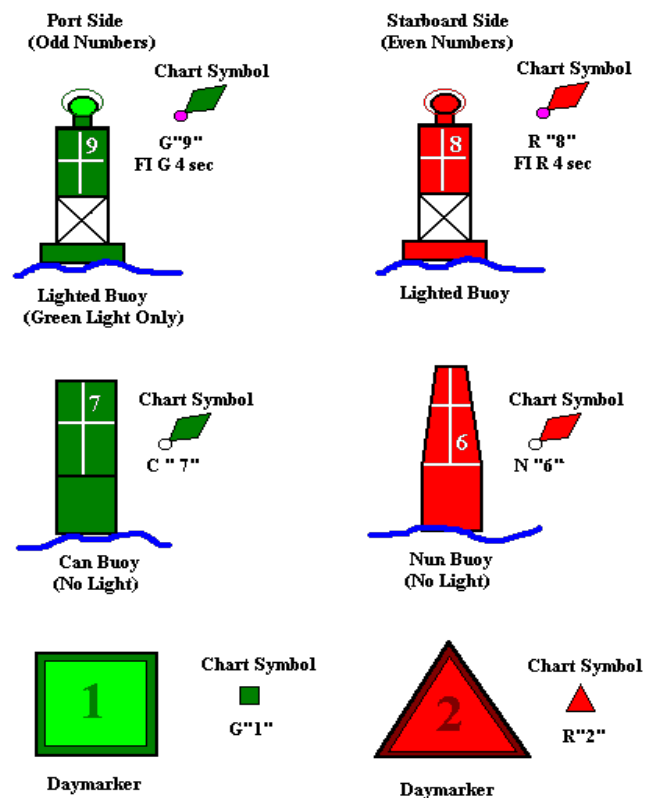 Port Side
(Odd Numbers)
Starboard Side
(Even Numbers)
Chart Symbol
9
G"9"
FI G 4 sec
Chart Symbol
8
R "8"
FI R 4 sec
Lighted Buoy
(Green Light Only)
Lighted Buoy
7
Chart Symbol
C " 7"
6
Chart Symbol
N "6"
Can Buoy
(No Light)
Nun Buoy
(No Light)
1
Chart Symbol
G"1"
2
Chart Symbol
R"2"
Daymarker
Daymarker